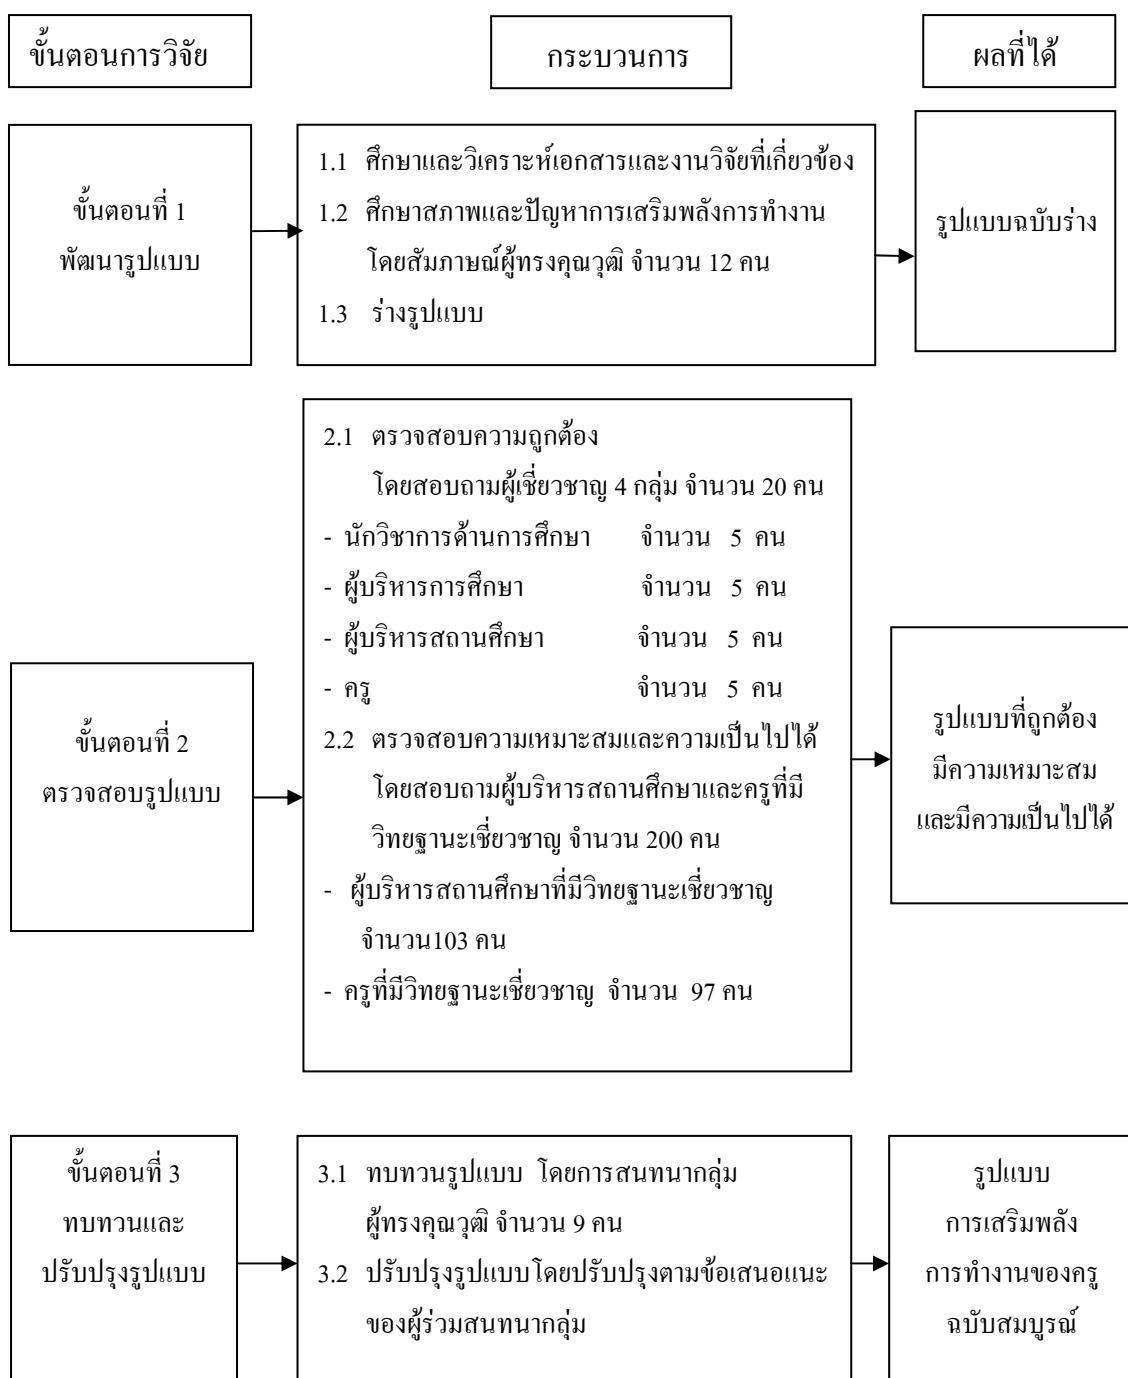 ขั้นตอนการวิจัย
กระบวนการ
ผลที่ได้
ขั้นตอนที่ 1
พัฒนารูปแบบ
1.1 ศึกษาและวิเคราะห์เอกสารและงานวิจัยที่เกี่ยวข้อง
1.2 ศึกษาสภาพและปัญหาการเสริมพลังการทำงาน
โดยสัมภาษณ์ผู้ทรงคุณวุฒิ จำนวน 12 คน
1.3 ร่างรูปแบบ
รูปแบบฉบับร่าง
ขั้นตอนที่ 2
ตรวจสอบรูปแบบ
2.1 ตรวจสอบความถูกต้อง
โดยสอบถามผู้เชี่ยวชาญ 4 กลุ่ม จำนวน 20 คน
- นักวิชาการด้านการศึกษา จำนวน 5 คน
- ผู้บริหารการศึกษา จำนวน 5 คน
- ผู้บริหารสถานศึกษา จำนวน 5 คน
- ครู จำนวน 5 คน
2.2 ตรวจสอบความเหมาะสมและความเป็นไปได้
โดยสอบถามผู้บริหารสถานศึกษาและครูที่มี
วิทยฐานะเชี่ยวชาญ จำนวน 200 คน
- ผู้บริหารสถานศึกษาที่มีวิทยฐานะเชี่ยวชาญ
จำนวน103 คน
- ครูที่มีวิทยฐานะเชี่ยวชาญ จำนวน 97 คน
รูปแบบที่ถูกต้อง
มีความเหมาะสม
และมีความเป็นไปได้
ขั้นตอนที่ 3
ทบทวนและ
ปรับปรุงรูปแบบ
3.1 ทบทวนรูปแบบ โดยการสนทนากลุ่ม
ผู้ทรงคุณวุฒิ จำนวน 9 คน
3.2 ปรับปรุงรูปแบบโดยปรับปรุงตามข้อเสนอแนะ
ของผู้ร่วมสนทนากลุ่ม
รูปแบบ
การเสริมพลัง
การทำงานของครู
ฉบับสมบูรณ์